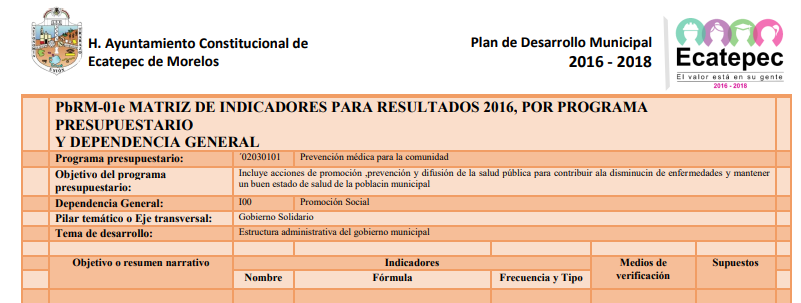 H. Ayuntamiento Constitucional de
Ecatepec de Morelos
Plan de Desarrollo Municipal
2016 - 2018
Ecatepec
El valor está en su gente
2016 - 2018
PbRM-01e MATRIZ DE INDICADORES PARA RESULTADOS 2016, POR PROGRAMA
PRESUPUESTARIO
Y DEPENDENCIA GENERAL
Programa presupuestario: ´02030101 Prevención médica para la comunidad
Objetivo del programa
presupuestario:
Incluye acciones de promoción ,prevención y difusión de la salud pública para contribuir ala disminucin de enfermedades y mantener
un buen estado de salud de la poblacin municipal
Dependencia General: I00 Promoción Social
Pilar temático o Eje transversal: Gobierno Solidario
Tema de desarrollo: Estructura administrativa del gobierno municipal
Objetivo o resumen narrativo
Indicadores
Nombre Fórmula Frecuencia y Tipo
Medios de
verificación
Supuestos